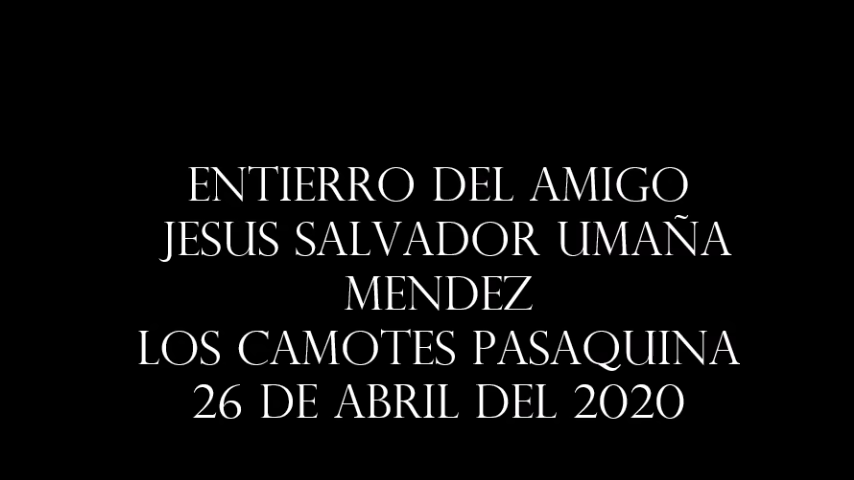 ENTIERRO DEL AMIGO
JESUS SALVADOR UMAÑA
MENDEZ
LOS CAMOTES PASAQUINA
26 DE ABRIL DEL 2020